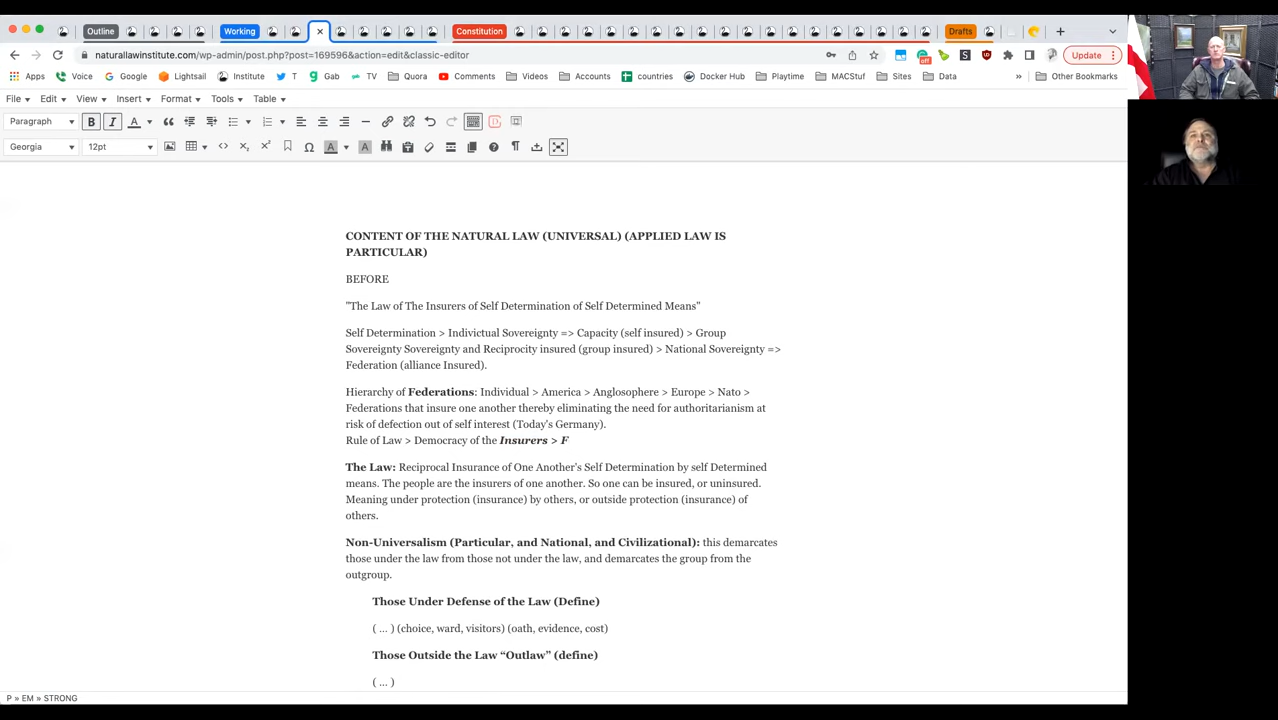 Outline
Working
Constitution
Drafts
naturallawinstitute.com/wp-admin/post.php?post=169596&action=edit&classic-editor
Update
Apps Voice Google Lightsail Institute T Gab TV Quora Comments Videos Accounts countries Docker Hub Playtime MACStuf Sites Data » Other Bookmarks
File Edit View Insert Format Tools Table
Paragraph B I A
Georgia 12pt
CONTENT OF THE NATURAL LAW (UNIVERSAL) (APPLIED LAW IS
PARTICULAR)
BEFORE
"The Law of The Insurers of Self Determination of Self Determined Means"
Self Determination > Indivictual Sovereignty => Capacity (self insured) > Group
Sovereignty Sovereignty and Reciprocity insured (group insured) > National Sovereignty =>
Federation (alliance Insured).
Hierarchy of Federations: Individual > America > Anglosphere > Europe > Nato >
Federations that insure one another thereby eliminating the need for authoritarianism at
risk of defection out of self interest (Today's Germany).
Rule of Law > Democracy of the Insurers > F
The Law: Reciprocal Insurance of One Another's Self Determination by self Determined
means. The people are the insurers of one another. So one can be insured, or uninsured.
Meaning under protection (insurance) by others, or outside protection (insurance) of
others.
Non-Universalism (Particular, and National, and Civilizational): this demarcates
those under the law from those not under the law, and demarcates the group from the
outgroup.
Those Under Defense of the Law (Define)
( ... ) (choice, ward, visitors) (oath, evidence, cost)
Those Outside the Law “Outlaw” (define)
( ... )
P » EM » STRONG